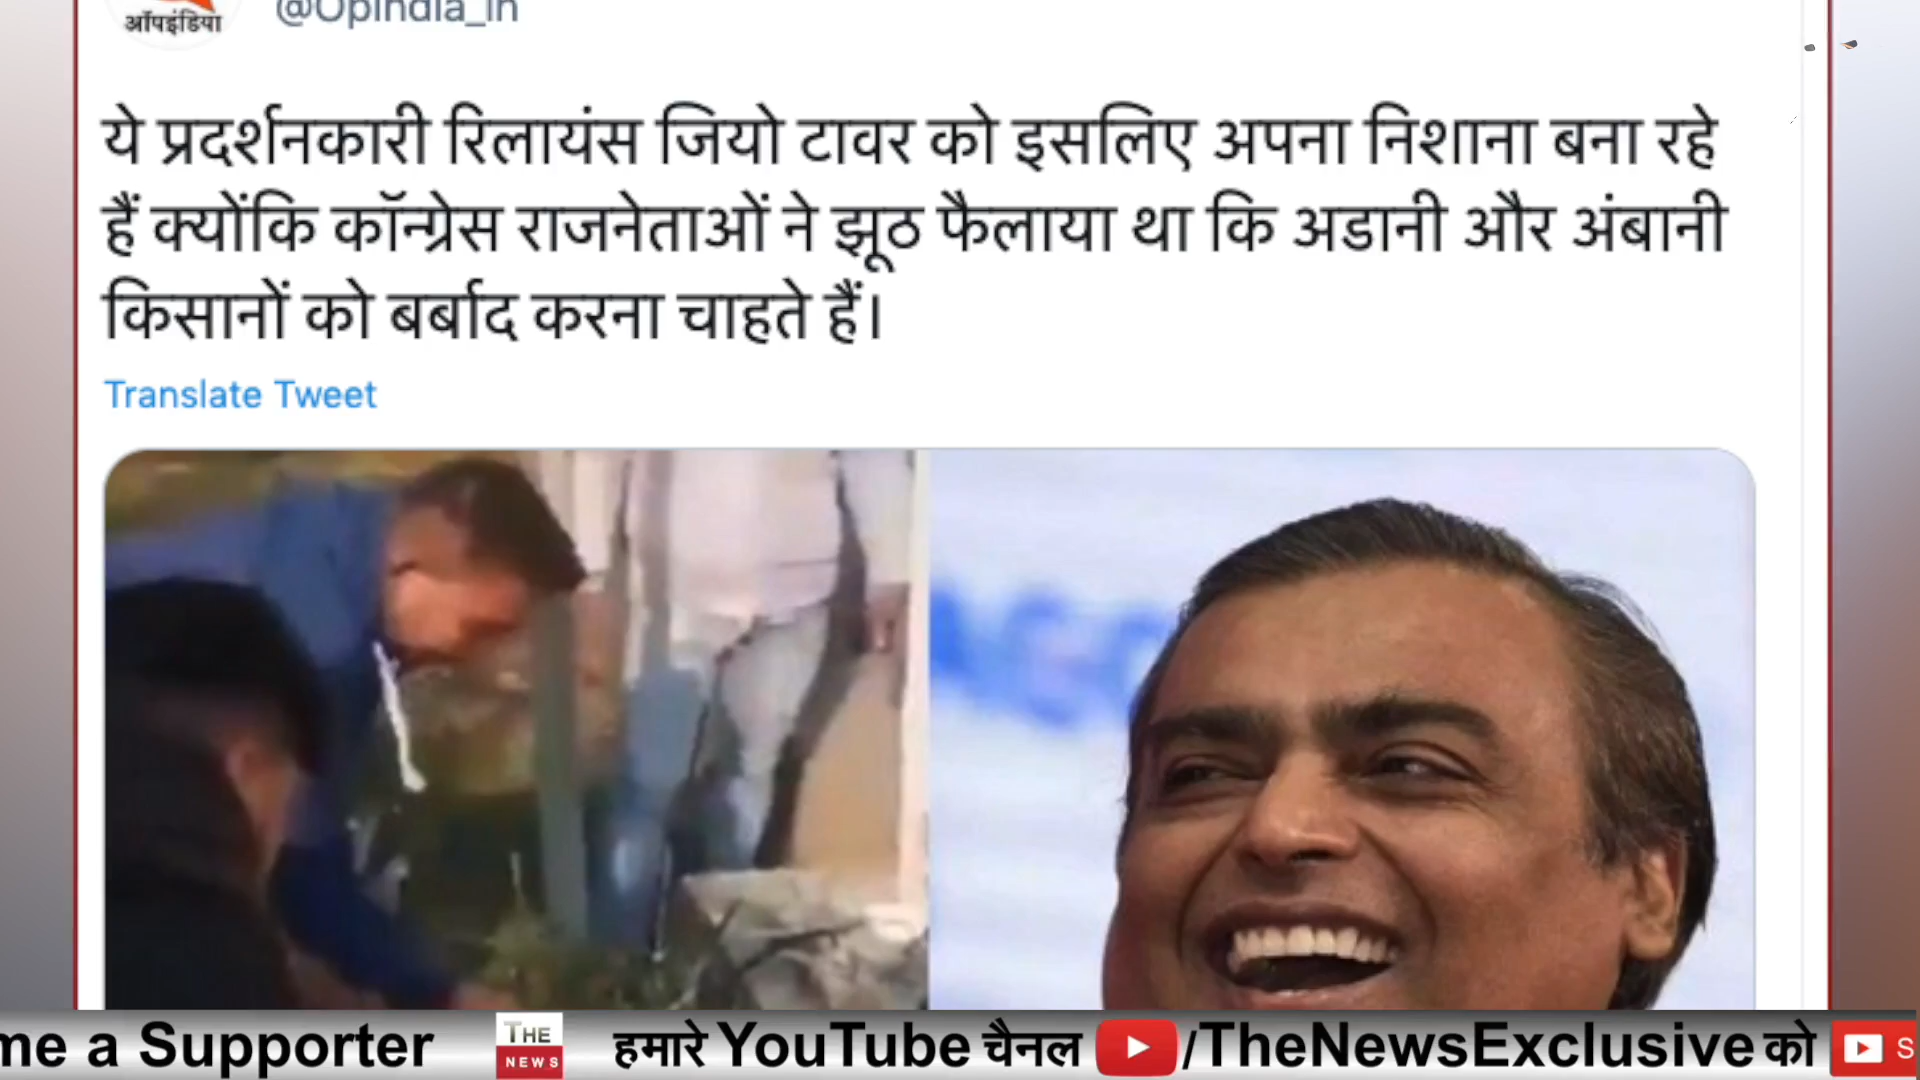 ऑपइंडिया
@OpIndia_in
ये प्रदर्शनकारी रिलायंस जियो टावर को इसलिए अपना निशाना बना रहे
हैं क्योंकि कॉन्ग्रेस राजनेताओं ने झूठ फैलाया था कि अडानी और अंबानी
किसानों को बर्बाद करना चाहते हैं।
Translate Tweet
me a Supporter THE NEWS हमारे YouTube चैनल /TheNewsExclusive को S